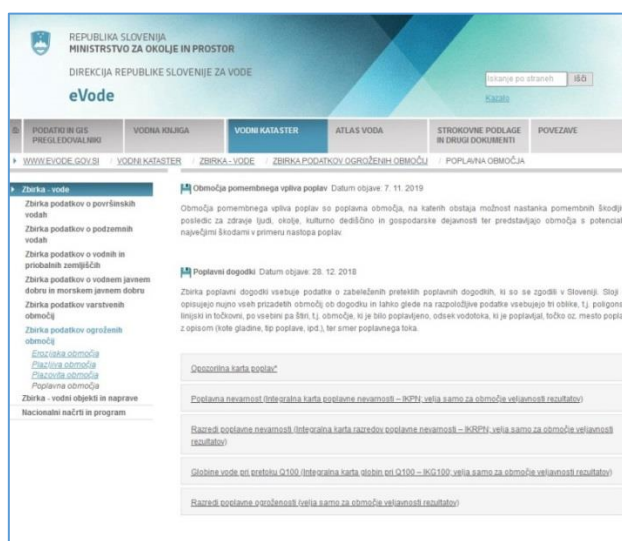 REPUBLIKA SLOVENIJA
MINISTRSTVO ZA OKOLJE IN PROSTOR
DIREKCIJA REPUBLIKE SLOVENIJE ZA VODE
eVode
Iskanje po straneh
Išči
Kazalo
PODATKI IN GIS
PREGLEDOVALNIKI
VODNA KNJIGA
VODNI KATASTER
ATLAS VODA
STROKOVNE PODLAGE
IN DRUGI DOKUMENTI
POVEZAVE
WWW.EVODE.GOV.SI / VODNI KATASTER / ZBIRKA - VODE / ZBIRKA PODATKOV OGROŽENIH OBMOČIJ / POPLAVNA OBMOČJA
Zbirka - vode
Zbirka podatkov o površinskih
vodah
Zbirka podatkov o podzemnih
vodah
Zbirka podatkov o vodnih in
priobalnih zemljiščih
Zbirka podatkov o vodnem javnem
dobru in morskem javnem dobru
Zbirka podatkov varstvenih
območij
Zbirka podatkov ogroženih
območij
Erozijska območja
Plazljiva območja
Plazovita območja
Poplavna območja
Zbirka - vodni objekti in naprave
Nacionalni načrti in program
Območja pomembnega vpliva poplav Datum objave: 7. 11. 2019
Območja pomembnega vpliva poplav so poplavna območja, na katerih obstaja možnost nastanka pomembnih škodlji
posledic za zdravje ljudi, okolje, kulturno dediščino in gospodarske dejavnosti ter predstavljajo območja s potencial
največjimi škodami v primeru nastopa poplav.
Poplavni dogodki Datum objave: 28. 12. 2018
Zbirka poplavni dogodki vsebuje podatke o zabeleženih preteklih poplavnih dogodkih, ki so se zgodili v Sloveniji. Sloji
opisujejo nujno vseh prizadetih območij ob dogodku in lahko glede na razpoložljive podatke vsebujejo tri oblike, t.j. poligons
linijski in točkovni, po vsebini pa štiri, t.j. območje, ki je bilo poplavljeno, odsek vodotoka, ki je poplavljal, točko oz. mesto popla
z opisom (kote gladine, tip poplave, ipd.), ter smer poplavnega toka.
Opozorilna karta poplav*
Poplavna nevarnost (Integralna karta poplavne nevarnosti – IKPN; velja samo za območje veljavnosti rezultatov)
Razredi poplavne nevarnosti (Integralna karta razredov poplavne nevarnosti – IKRPN; velja samo za območje veljavnosti
rezultatov)
Globine vode pri pretoku Q100 (Integralna karta globin pri Q100 – IKG100; velja samo za območje veljavnosti rezultatov)
Razredi poplavne ogroženosti (velja samo za območje veljavnosti rezultatov)